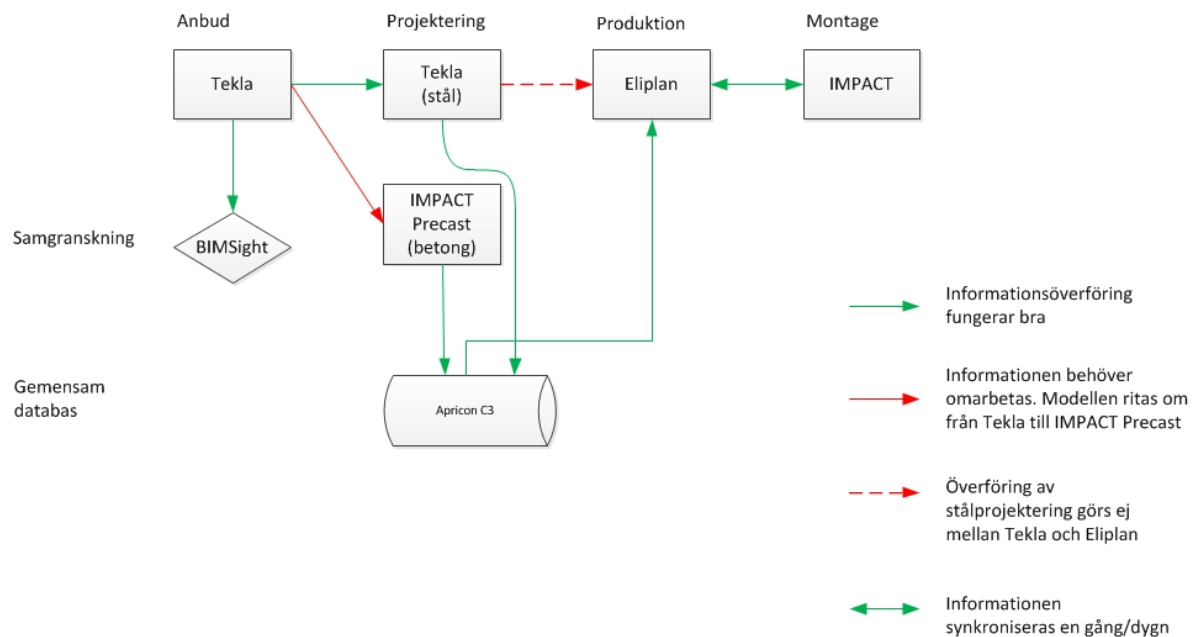 Anbud
Projektering
Produktion
Montage
Tekla
Tekla
(stål)
Eliplan
IMPACT
IMPACT
Precast
(betong)
Samgranskning
BIMSight
Gemensam
databas
Apricon C3
Informationsöverföring
fungerar bra
Informationen behöver
omarbetas. Modellen ritas om
från Tekla till IMPACT Precast
Överföring av
stålprojektering görs ej
mellan Tekla och Eliplan
Informationen
synkroniseras en gång/dygn